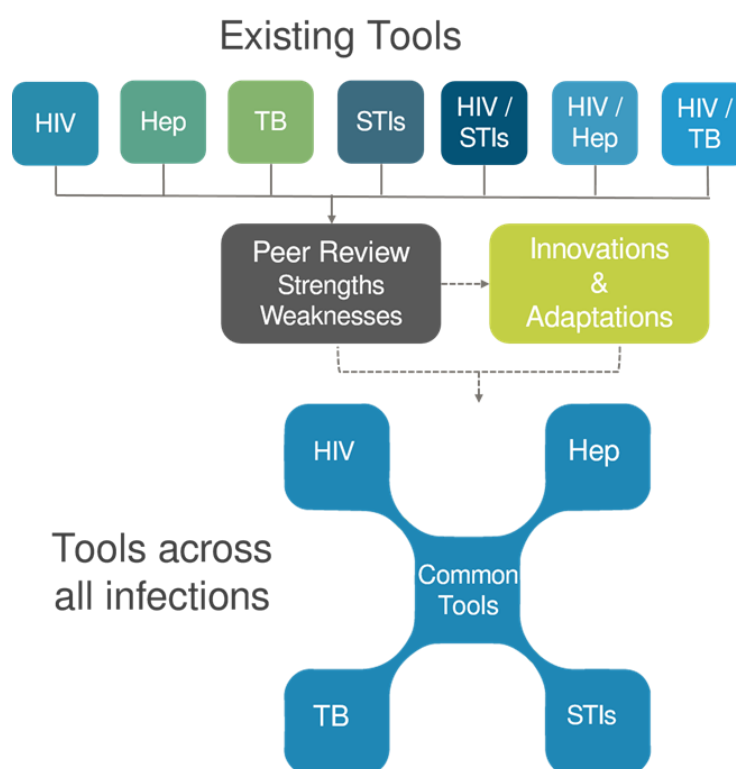 Existing Tools
HIV
Hep
TB
STIs
HIV /
STIs
HIV /
Hep
HIV /
TB
Peer Review
Strengths
Weaknesses
Innovations
&
Adaptations
HIV
Hep
Tools across
all infections
Common
Tools
TB
STIs